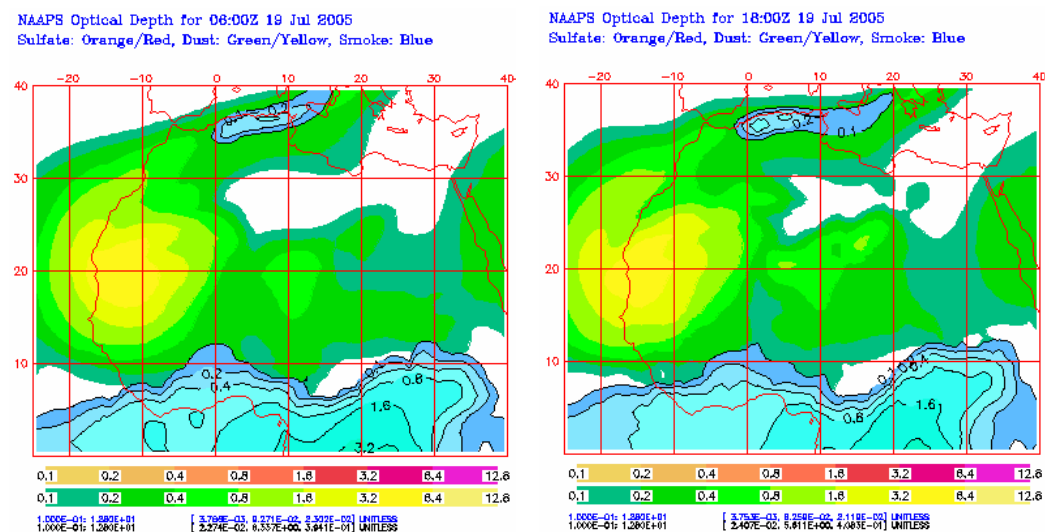 NAAPS Optical Depth for 06:00Z 19 Jul 2005
Sulfate: Orange/Red, Dust: Green/Yellow, Smoke: Blue
-20 -10 0 10 20 30 40
40
30
20
10
0.2
0.2
0.4
0.8
1.6
3.2
0.1 0.2 0.4 0.8 1.6 3.2 6.4 12.8
0.1 0.2 0.4 0.8 1.6 3.2 6.4 12.8
1.000E-01; 1.280E+01
UNITLESS
1.000E-01; 1.280E+01
UNITLESS
NAAPS Optical Depth for 18:00Z 19 Jul 2005
Sulfate: Orange/Red, Dust: Green/Yellow, Smoke: Blue
-20 -10 0 10 20 30 40
40
30
20
10
0.2
0.1
0.1
0.4
1.6
0.8
0.1 0.2 0.4 0.8 1.6 3.2 6.4 12.8
0.1 0.2 0.4 0.8 1.6 3.2 6.4 12.8
1.000E-01; 1.280E+01
UNITLESS
1.000E-01; 1.280E+01
UNITLESS